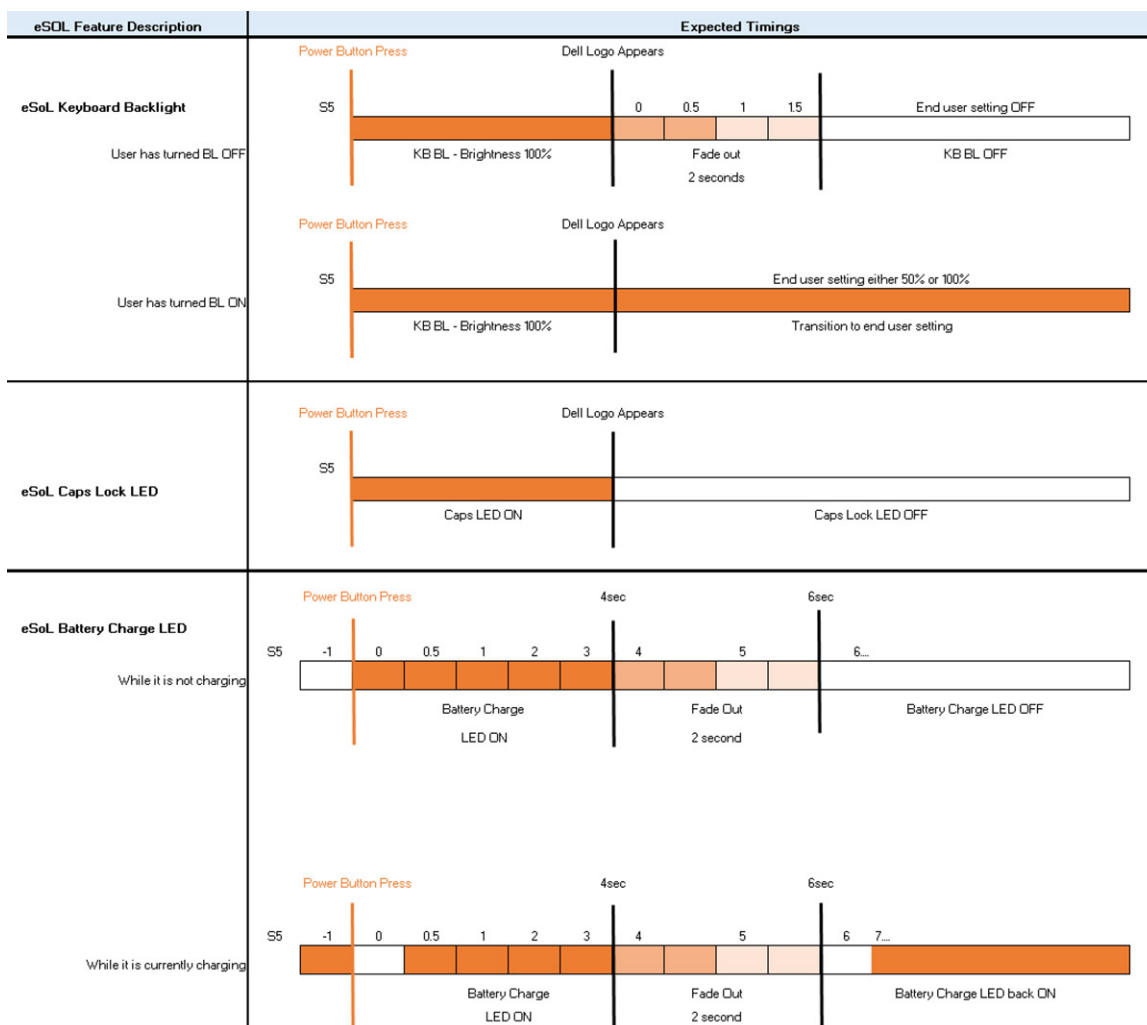 eSOL Feature Description Expected Timings
Power Button Press Dell Logo Appears
eSoL Keyboard Backlight S5 0 0.5 1 1.5 End user setting OFF
User has turned BL OFF KB BL - Brightness 100% Fade out KB BL OFF
2 seconds
Power Button Press Dell Logo Appears
S5 End user setting either 50% or 100%
User has turned BL ON
KB BL - Brightness 100% Transition to end user setting
Power Button Press Dell Logo Appears
S5
eSoL Caps Lock LED
Caps LED ON Caps Lock LED OFF
Power Button Press 4sec 6sec
eSoL Battery Charge LED
S5 -1 0 0.5 1 2 3 4 5 6....
While it is not charging
Battery Charge Fade Out Battery Charge LED OFF
LED ON 2 second
Power Button Press 4sec 6sec
S5 -1 0 0.5 1 2 3 4 5 6 7....
While it is currently charging
Battery Charge Fade Out Battery Charge LED back ON
LED ON 2 second